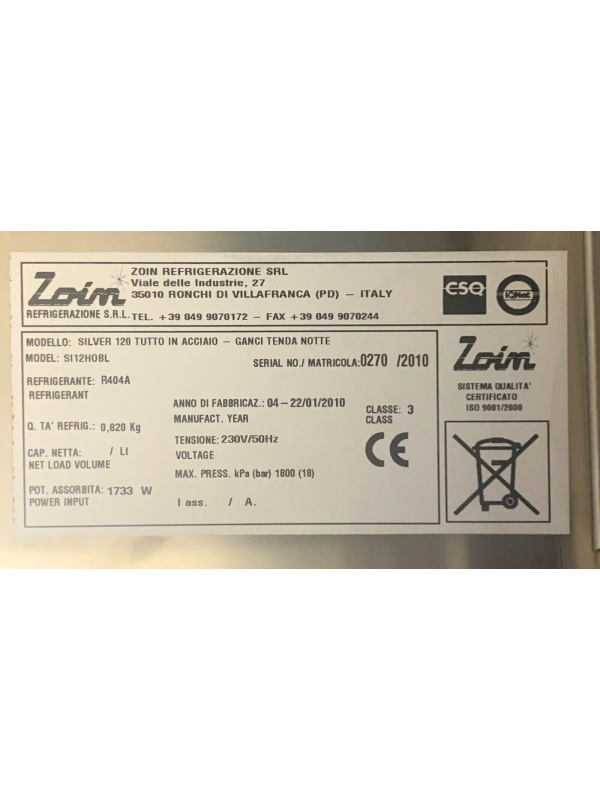 Zoin
REFRIGERAZIONE S.R.L.
ZOIN REFRIGERAZIONE SRL
Viale delle Industrie, 27
35010 RONCHI DI VILLAFRANCA (PD) – ITALY
TEL. +39 049 9070172 – FAX +39 049 9070244
CSQ
IQNet
MODELLO: SILVER 120 TUTTO IN ACCIAIO – GANCI TENDA NOTTE
MODEL: SI12HOBL
SERIAL NO./ MATRICOLA:0270 /2010
REFRIGERANTE: R404A
REFRIGERANT
ANNO DI FABBRICAZ.: 04–22/01/2010
MANUFACT. YEAR
CLASSE: 3
CLASS
Q. TA' REFRIG.: 0,820 Kg
TENSIONE: 230V/50Hz
VOLTAGE
CE
CAP. NETTA: / Lt
NET LOAD VOLUME
MAX. PRESS. kPa (bar) 1800 (18)
POT. ASSORBITA: 1733 W
POWER INPUT
I ass. / A.
Zoin
SISTEMA QUALITA'
CERTIFICATO
ISO 9001/2000